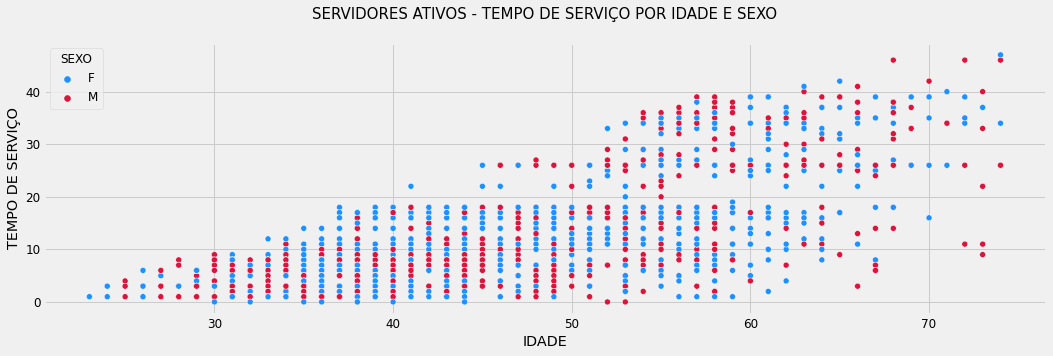 SERVIDORES ATIVOS - TEMPO DE SERVIÇO POR IDADE E SEXO
SEXO
F
M
TEMPO DE SERVIÇO
40
30
20
10
0
30 40 50 60 70
IDADE